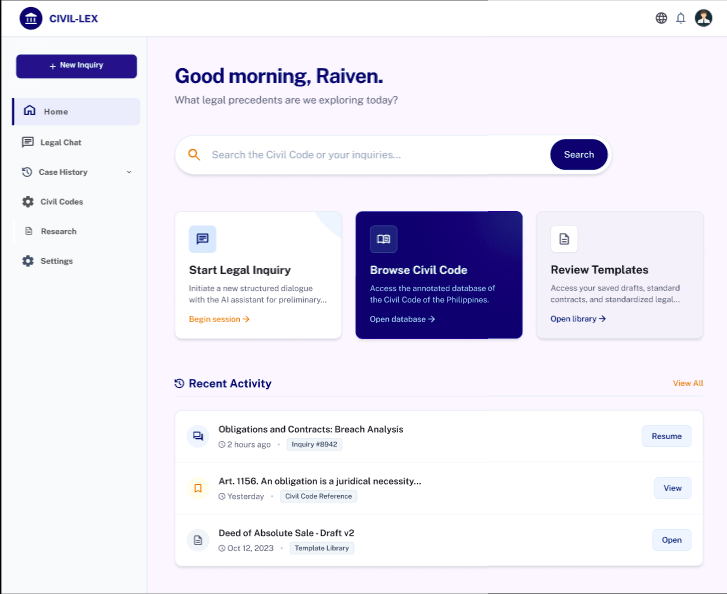 CIVIL-LEX
+ New Inquiry
Home
Legal Chat
Case History
Civil Codes
Research
Settings
Good morning, Raiven.
What legal precedents are we exploring today?
Search the Civil Code or your inquiries...
Search
Start Legal Inquiry
Initiate a new structured dialogue
with the AI assistant for preliminary...
Begin session →
Browse Civil Code
Access the annotated database of
the Civil Code of the Philippines.
Open database →
Review Templates
Access your saved drafts, standard
contracts, and standardized legal...
Open library →
Recent Activity
View All
Obligations and Contracts: Breach Analysis
2 hours ago • Inquiry #8942
Resume
Art. 1156. An obligation is a juridical necessity...
Yesterday • Civil Code Reference
View
Deed of Absolute Sale - Draft v2
Oct 12, 2023 • Template Library
Open